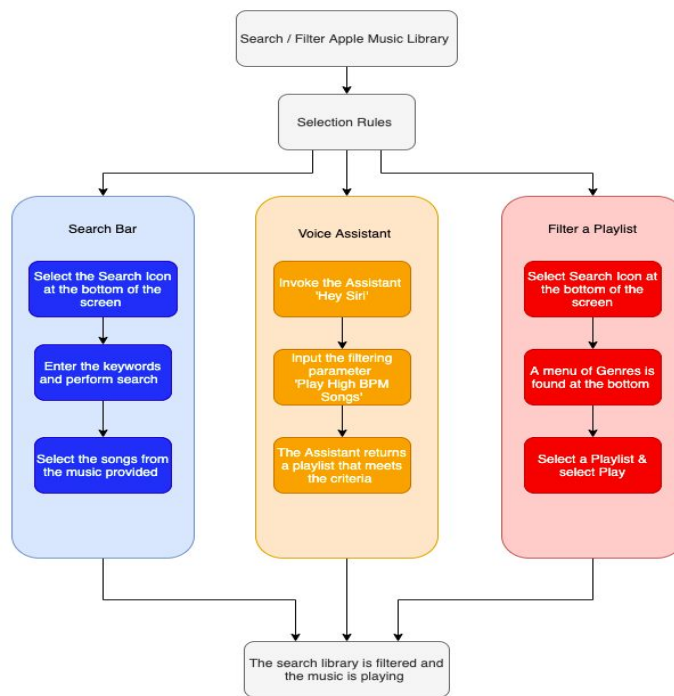 Search / Filter Apple Music Library
Selection Rules
Search Bar
Select the Search Icon
at the bottom of the
screen
Enter the keywords
and perform search
Select the songs from
the music provided
Voice Assistant
Invoke the Assistant
'Hey Siri'
Input the filtering
parameter
'Play High BPM
Songs'
The Assistant returns
a playlist that meets
the criteria
Filter a Playlist
Select Search Icon at
the bottom of the
screen
A menu of Genres is
found at the bottom
Select a Playlist &
select Play
The search library is filtered and
the music is playing